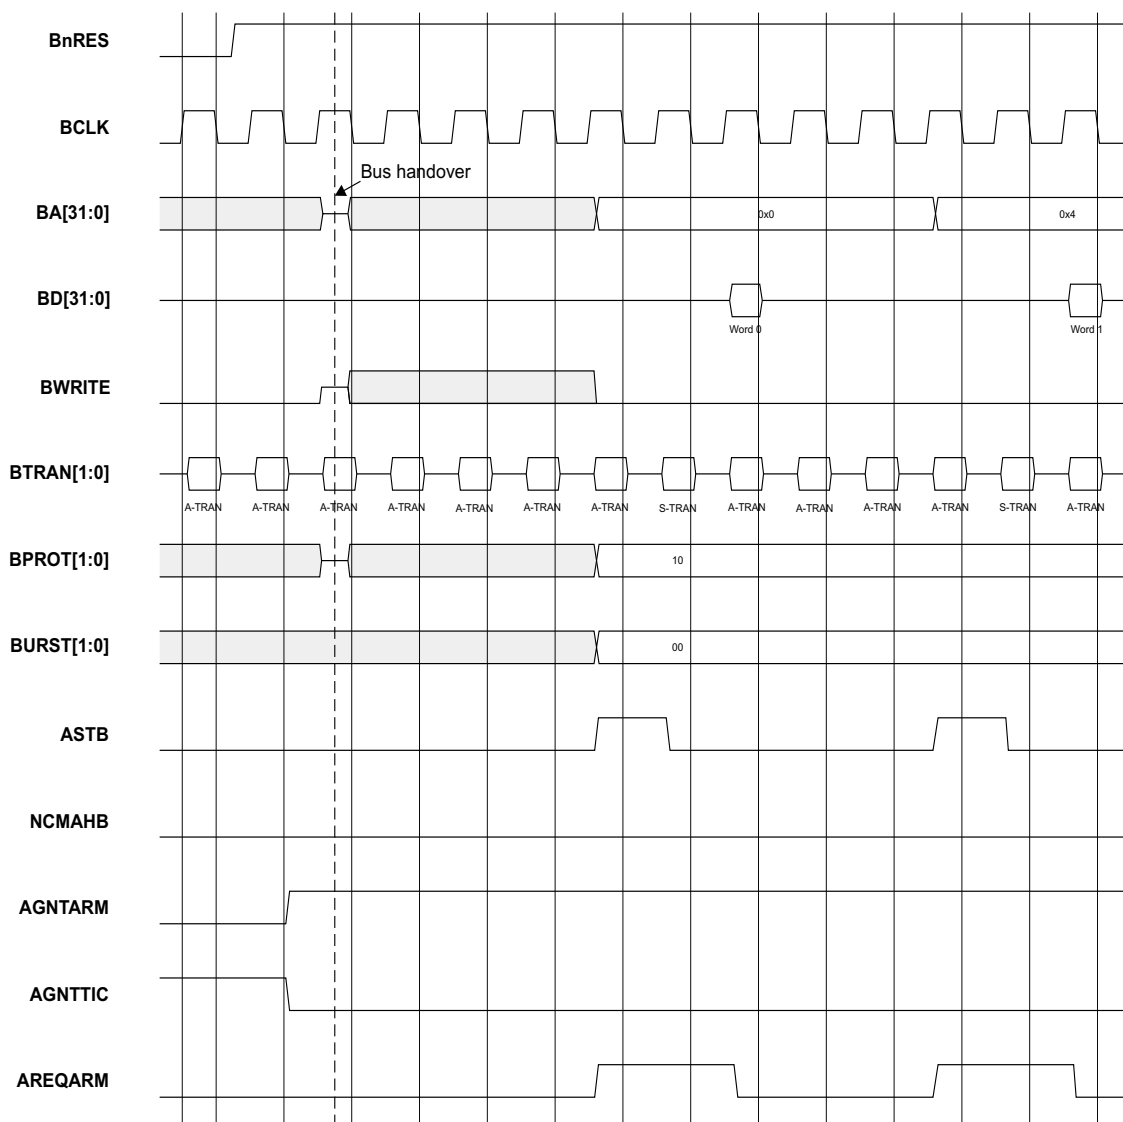 BnRES
BCLK
Bus handover
BA[31:0] 0x0 0x4
BD[31:0]
Word 0 Word 1
BWRITE
BTRAN[1:0]
A-TRAN A-TRAN A-TRAN A-TRAN A-TRAN A-TRAN A-TRAN S-TRAN A-TRAN A-TRAN A-TRAN A-TRAN S-TRAN A-TRAN
BPROT[1:0] 10
BURST[1:0] 00
ASTB
NCMAHB
AGNTARM
AGNTTIC
AREQARM